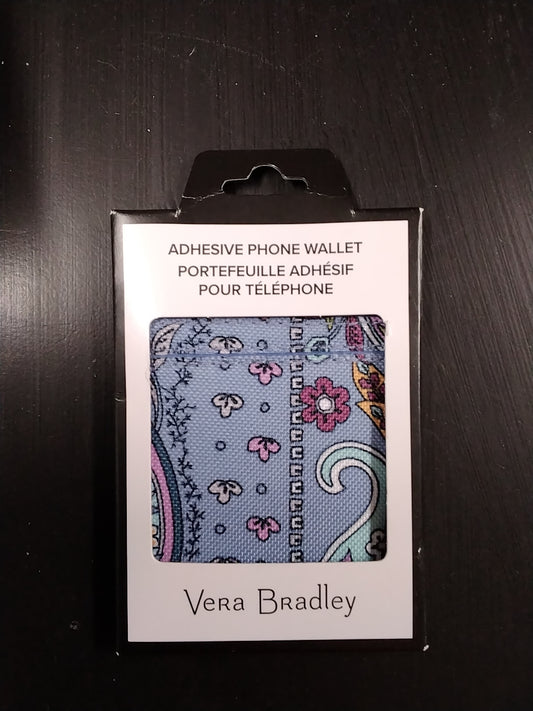 ADHESIVE PHONE WALLET
PORTEFEUILLE ADHÉSIF
POUR TÉLÉPHONE
Vera Bradley